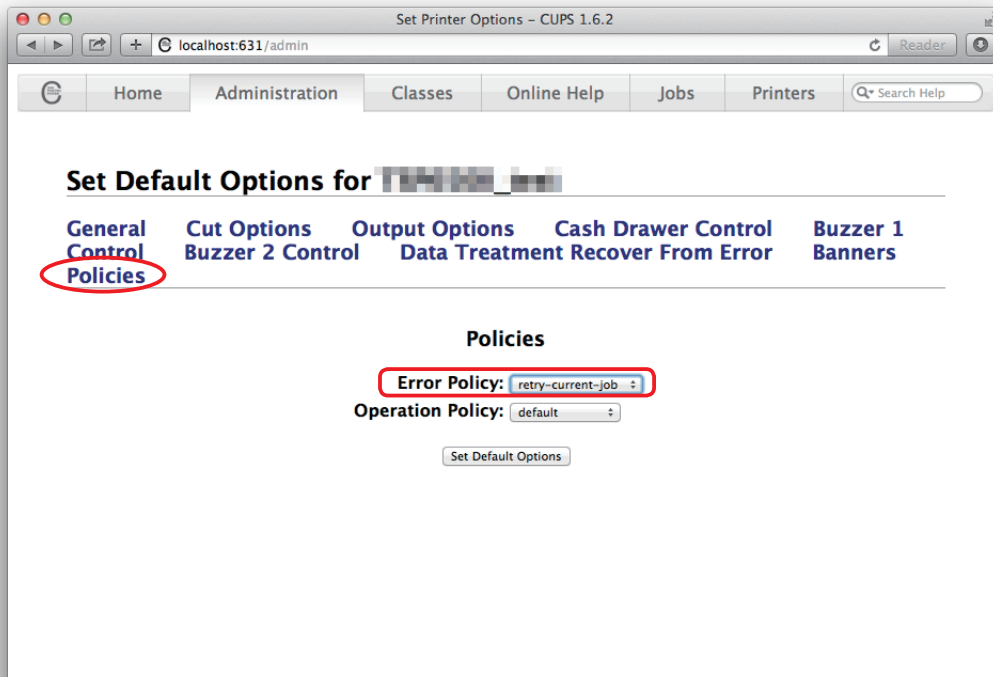 Set Printer Options – CUPS 1.6.2
localhost:631/admin
Reader
Home Administration Classes Online Help Jobs Printers Search Help
Set Default Options for
General Cut Options Output Options Cash Drawer Control Buzzer 1
Control Buzzer 2 Control Data Treatment Recover From Error Banners
Policies
Policies
Error Policy: retry-current-job
Operation Policy: default
Set Default Options